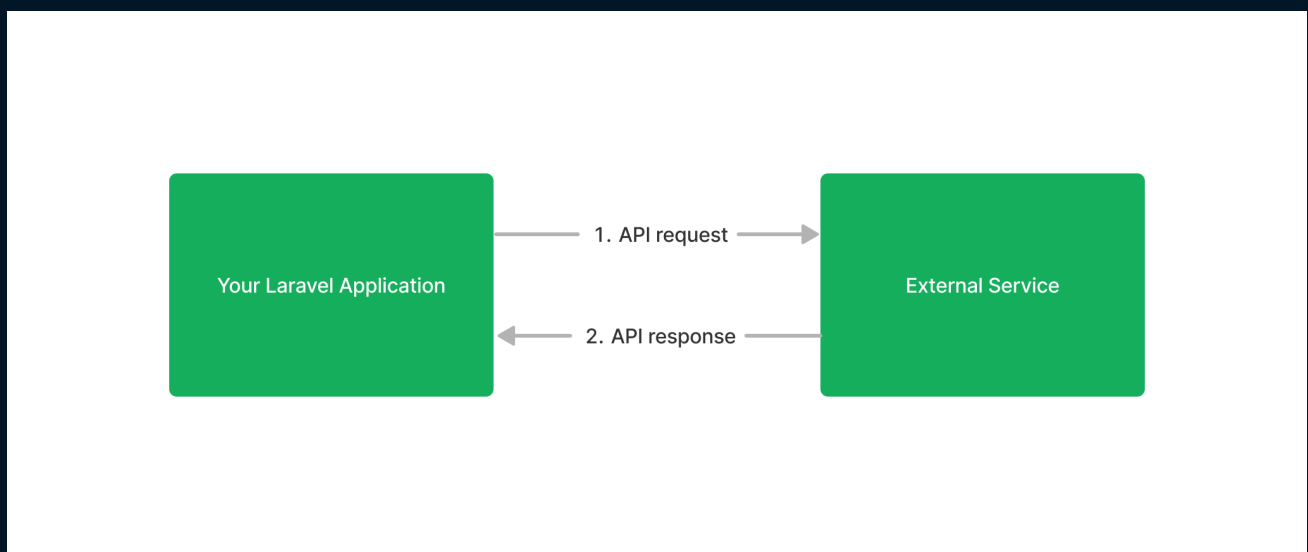 1. API request
Your Laravel Application
External Service
2. API response